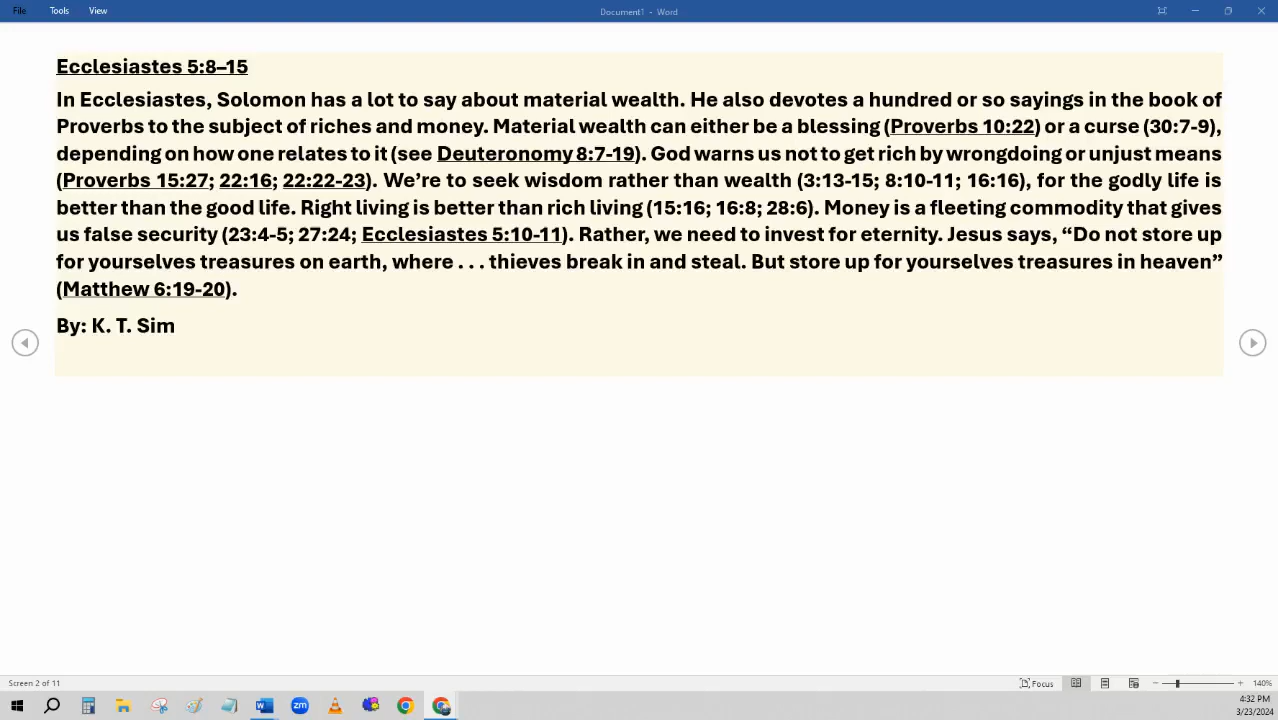 File Tools View Document1 - Word
Ecclesiastes 5:8–15
In Ecclesiastes, Solomon has a lot to say about material wealth. He also devotes a hundred or so sayings in the book of
Proverbs to the subject of riches and money. Material wealth can either be a blessing (Proverbs 10:22) or a curse (30:7-9),
depending on how one relates to it (see Deuteronomy 8:7-19). God warns us not to get rich by wrongdoing or unjust means
(Proverbs 15:27; 22:16; 22:22-23). We’re to seek wisdom rather than wealth (3:13-15; 8:10-11; 16:16), for the godly life is
better than the good life. Right living is better than rich living (15:16; 16:8; 28:6). Money is a fleeting commodity that gives
us false security (23:4-5; 27:24; Ecclesiastes 5:10-11). Rather, we need to invest for eternity. Jesus says, “Do not store up
for yourselves treasures on earth, where . . . thieves break in and steal. But store up for yourselves treasures in heaven”
(Matthew 6:19-20).
By: K. T. Sim
Screen 2 of 11 Focus 140%
W zm
4:32 PM
3/23/2024